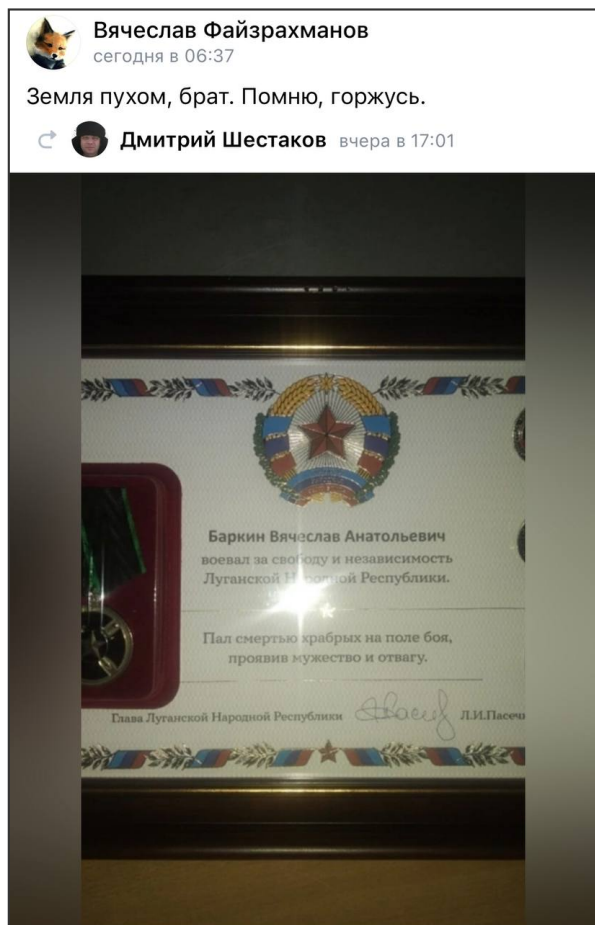 Вячеслав Файзрахманов
сегодня в 06:37
Земля пухом, брат. Помню, горжусь.
Дмитрий Шестаков вчера в 17:01
Баркин Вячеслав Анатольевич
воевал за свободу и независимость
Луганской Народной Республики.
Пал смертью храбрых на поле боя,
проявив мужество и отвагу.
Глава Луганской Народной Республики Л.И.Пасечн